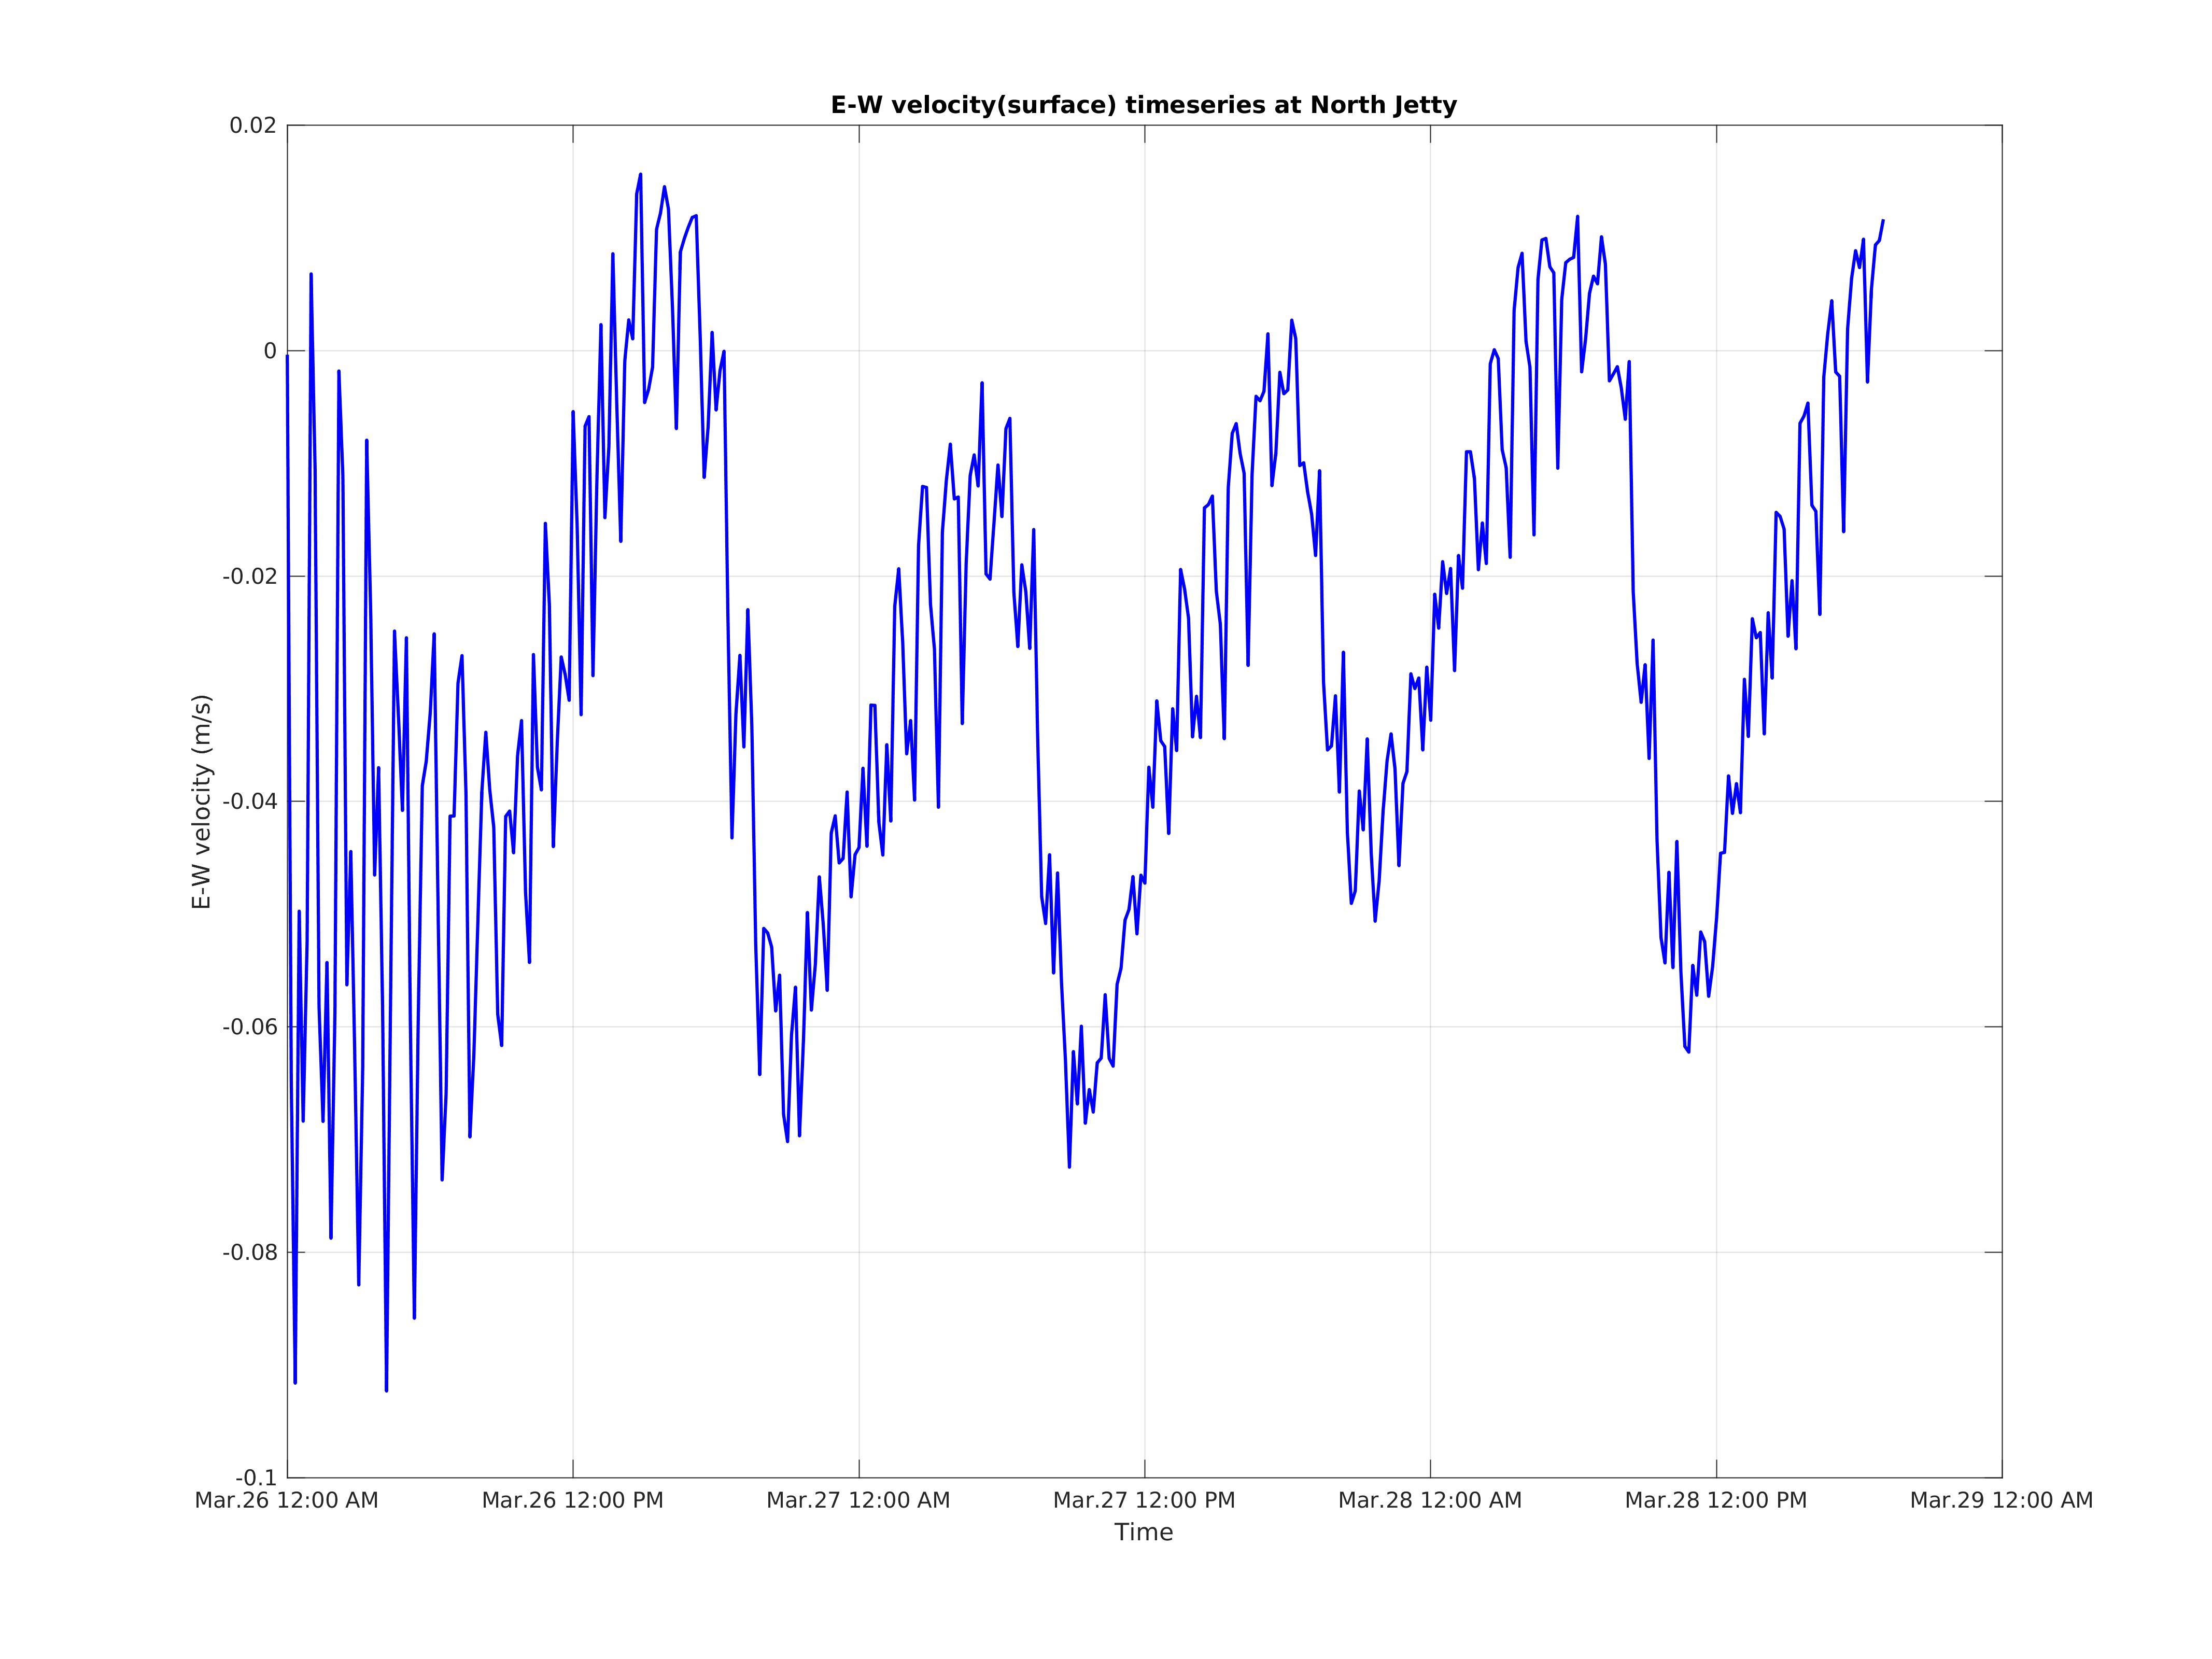 E-W velocity(surface) timeseries at North Jetty
0.02
0
-0.02
-0.04
-0.06
-0.08
-0.1
E-W velocity (m/s)
Mar.26 12:00 AM Mar.26 12:00 PM Mar.27 12:00 AM Mar.27 12:00 PM Mar.28 12:00 AM Mar.28 12:00 PM Mar.29 12:00 AM
Time